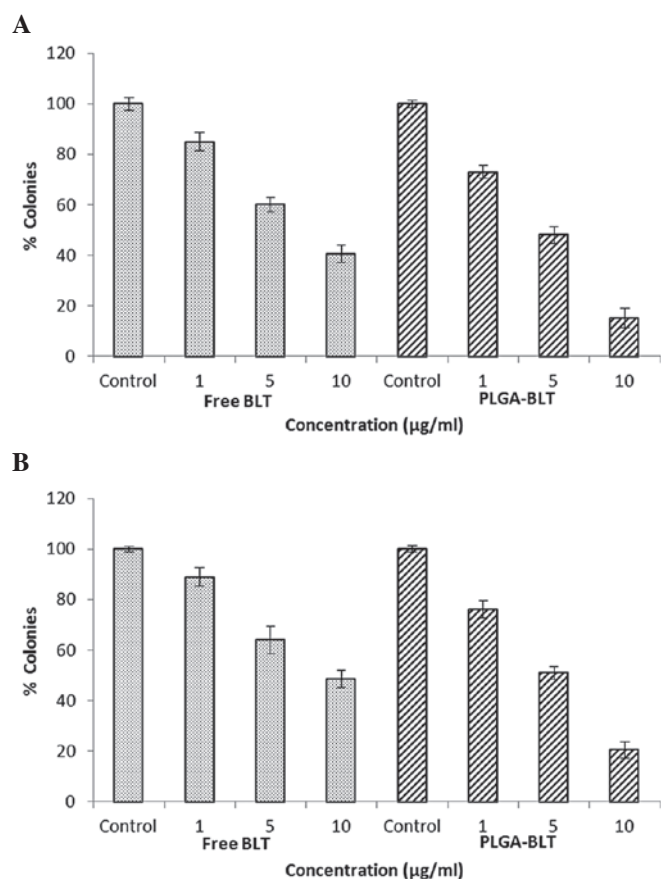 A
120
100
80
60
40
20
0
% Colonies
Control 1 5 10 Control 1 5 10
Free BLT PLGA-BLT
Concentration (µg/ml)
B
120
100
80
60
40
20
0
% Colonies
Control 1 5 10 Control 1 5 10
Free BLT PLGA-BLT
Concentration (µg/ml)